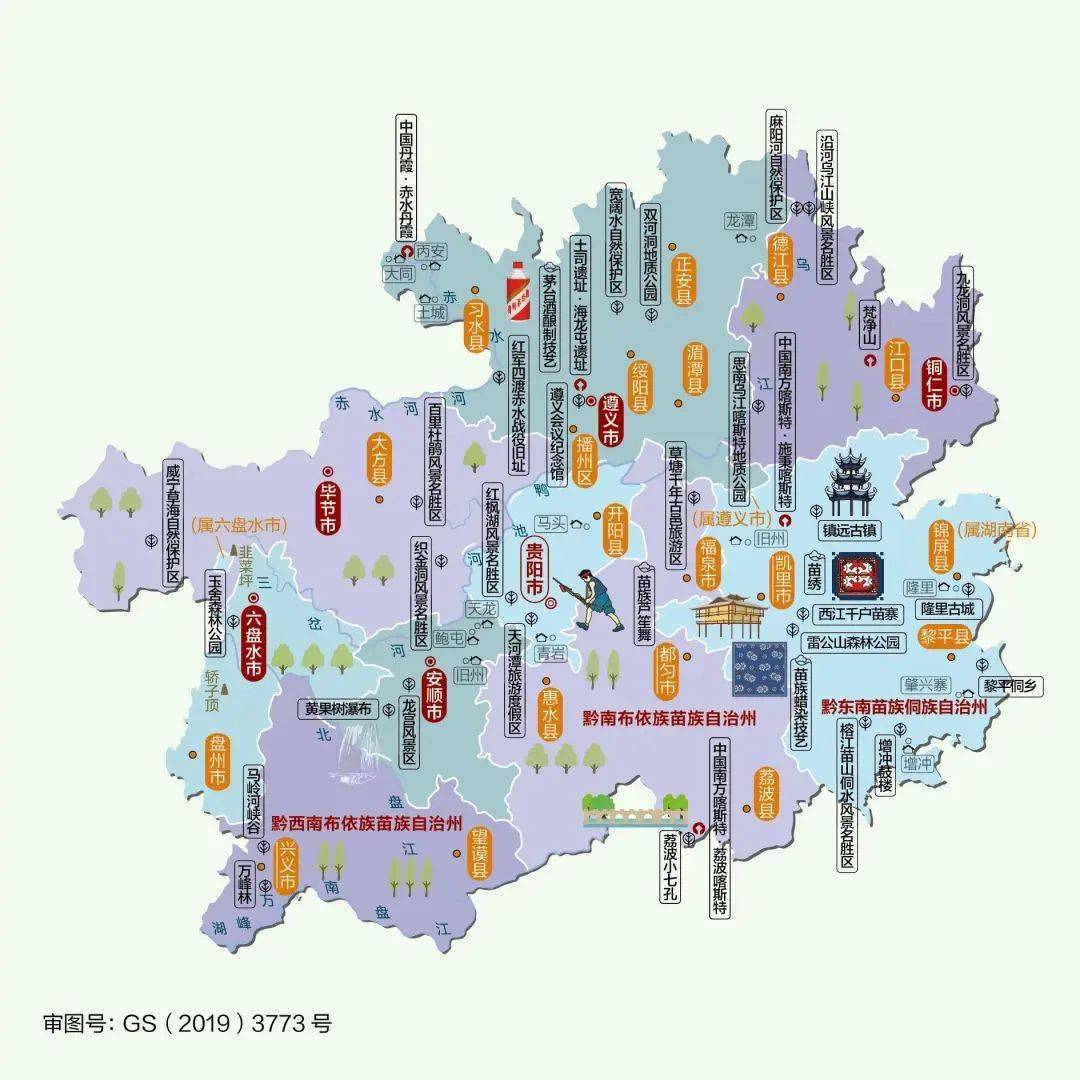 中国丹霞·赤水丹霞
丙安
大同
土城
赤
水
河
习水县
茅台酒酿制技艺
土司遗址·海龙屯遗址
宽阔水自然保护区
双河洞地质公园
正安县
龙潭
麻阳河自然保护区
沿河乌江山峡风景名胜区
德江县
乌
江
九龙洞风景名胜区
梵净山
江口县
铜仁市
红军四渡赤水战役旧址
遵义会议纪念馆
遵义市
播州区
绥阳县
湄潭县
思南乌江喀斯特地质公园
中国南方喀斯特·施秉喀斯特
赤水河
百里杜鹃风景名胜区
大方县
毕节市
威宁草海自然保护区
(属六盘水市)
韭菜坪
玉舍森林公园
三
岔
河
六盘水市
织金洞风景名胜区
红枫湖风景名胜区
鸭
池
河
马头
开阳县
草塘千年古邑旅游区
(属遵义市)
福泉市
旧州
凯里市
镇远古镇
苗绣
锦屏县
(属湖南省)
隆里
隆里古城
西江千户苗寨
雷公山森林公园
黎平县
贵阳市
苗族芦笙舞
天龙
鲍屯
旧州
天河潭旅游度假区
青岩
安顺市
龙宫风景区
黄果树瀑布
轿子顶
盘州市
惠水县
都匀市
黔南布依族苗族自治州
苗族蜡染技艺
肇兴寨
黎平侗乡
黔东南苗族侗族自治州
榕江苗山侗水风景名胜区
增冲鼓楼
增冲
马岭河峡谷
北
盘
江
黔西南布依族苗族自治州
兴义市
万峰林
望谟县
万
峰
湖
南
盘
江
荔波县
荔波小七孔
中国南方喀斯特·荔波喀斯特
审图号：GS（2019）3773号